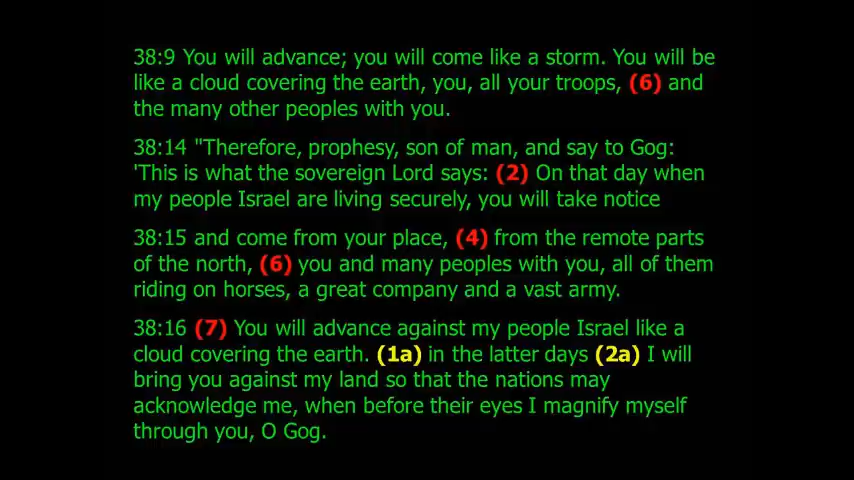 38:9 You will advance; you will come like a storm. You will be
like a cloud covering the earth, you, all your troops, (6) and
the many other peoples with you.
38:14 "Therefore, prophesy, son of man, and say to Gog:
'This is what the sovereign Lord says: (2) On that day when
my people Israel are living securely, you will take notice
38:15 and come from your place, (4) from the remote parts
of the north, (6) you and many peoples with you, all of them
riding on horses, a great company and a vast army.
38:16 (7) You will advance against my people Israel like a
cloud covering the earth. (1a) in the latter days (2a) I will
bring you against my land so that the nations may
acknowledge me, when before their eyes I magnify myself
through you, O Gog.